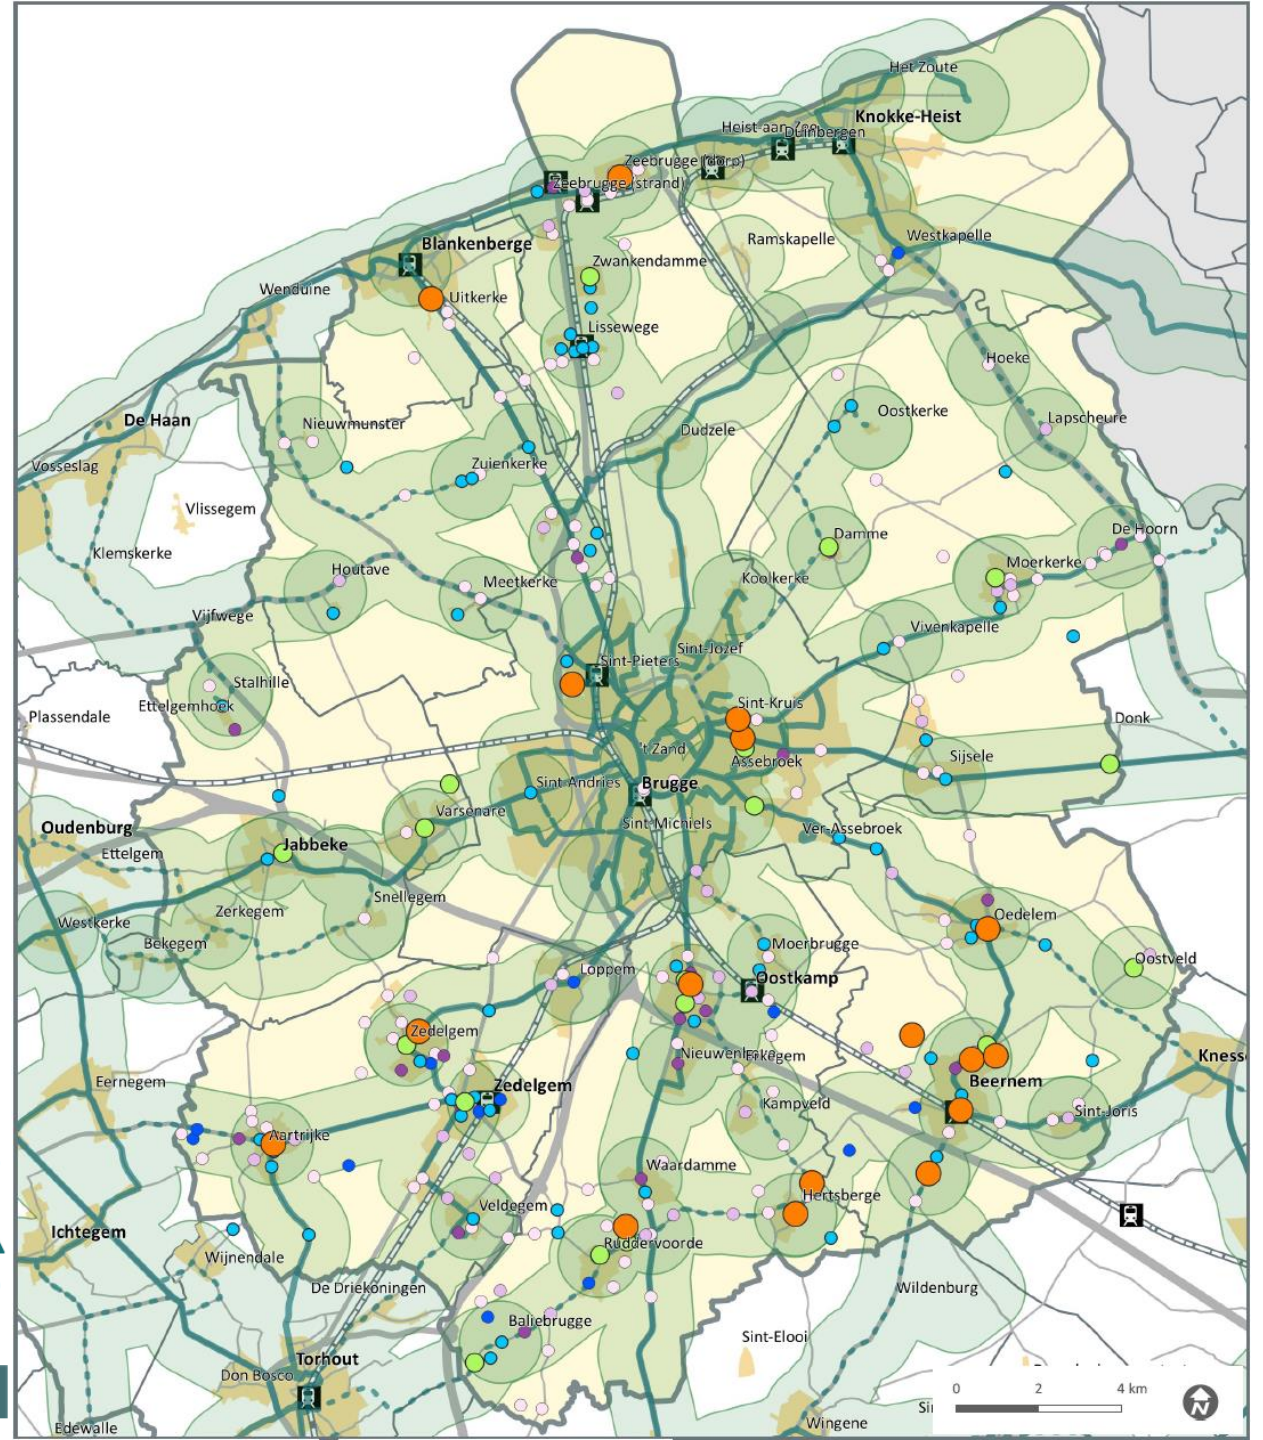 Het Zoute
Knokke-Heist
Heist-aan-Zee
Duinbergen
Zeebrugge (dorp)
Zeebrugge (strand)
Westkapelle
Ramskapelle
Blankenberge
Zwankendamme
Wenduine
Uitkerke
Lissewege
Hoeke
De Haan
Nieuwmunster
Oostkerke
Lapscheure
Dudzele
Vosseslag
Zuienkerke
Vlissegem
De Hoorn
Damme
Klemskerke
Moerkerke
Houtave
Meetkerke
Koolkerke
Vijfwege
Vivenkapelle
Sint-Jozef
Sint-Pieters
Stalhille
Ettelgemhoek
Sint-Kruis
Plassendale
Donk
't Zand
Assebroek
Sijsele
Sint Andries
Brugge
Varsenare
Sint-Michiels
Oudenburg
Ver-Assebroek
Jabbeke
Ettelgem
Snellegem
Zerkegem
Oedelem
Westkerke
Bekegem
Moerbrugge
Oostveld
Loppem
Oostkamp
Zedelgem
Nieuwenhove
Erkegem
Kness
Eernegem
Zedelgem
Beernem
Kampveld
Sint-Joris
Aartrijke
Waardamme
Hertsberge
Veldegem
Ichtegem
Ruddervoorde
Wijnendale
De Driekoningen
Wildenburg
Baliebrugge
Sint-Elooi
Torhout
Don Bosco
0 2 4 km
N
Edewalle
Wingene